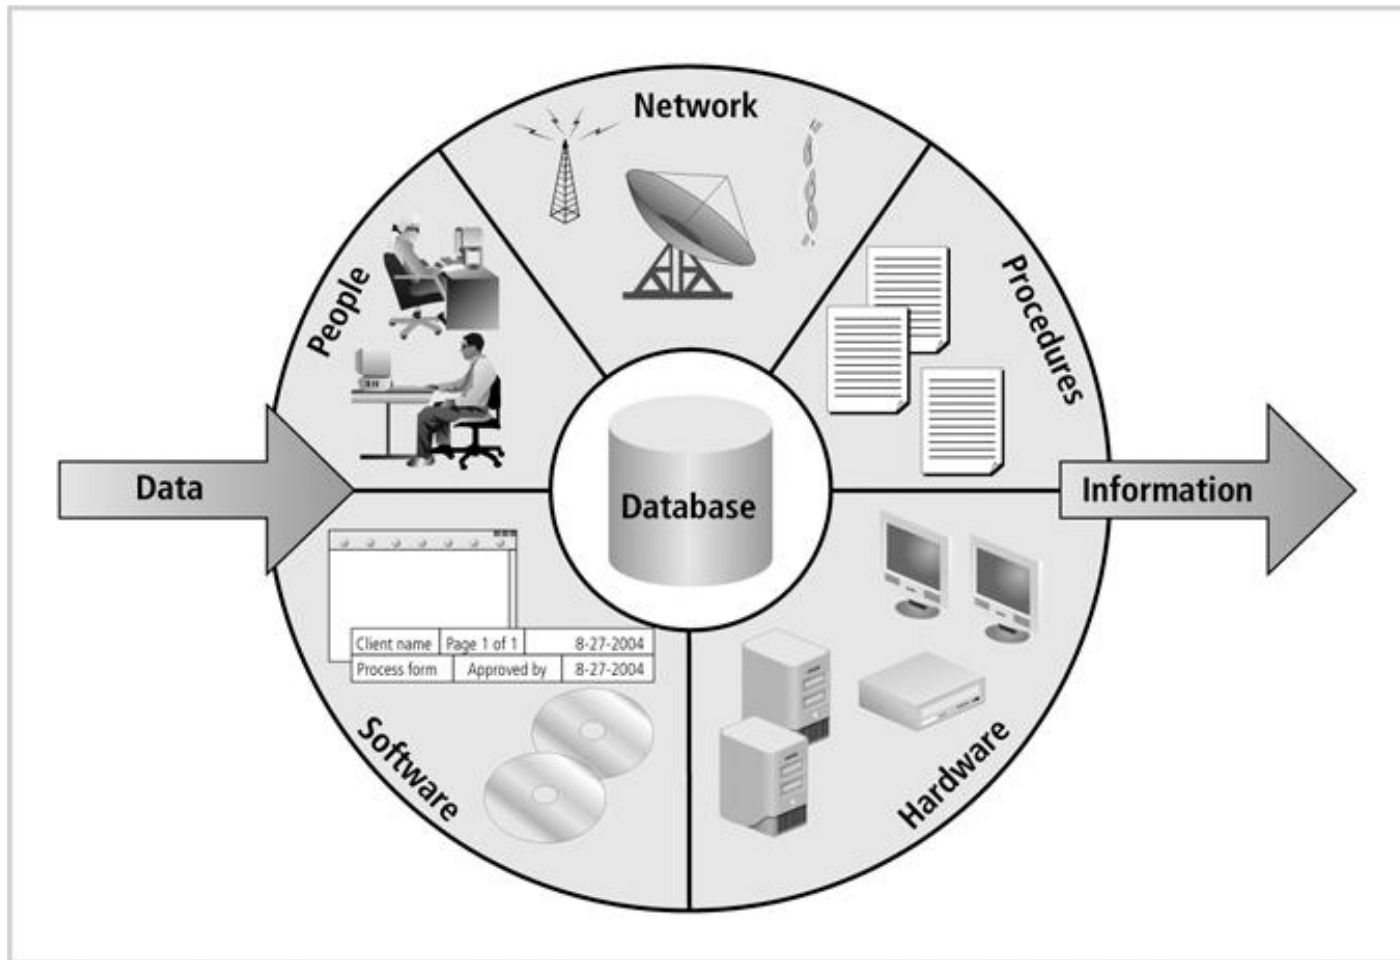 Network
People
Procedures
Data
Database
Information
Client name Page 1 of 1 8-27-2004
Process form Approved by 8-27-2004
Software
Hardware